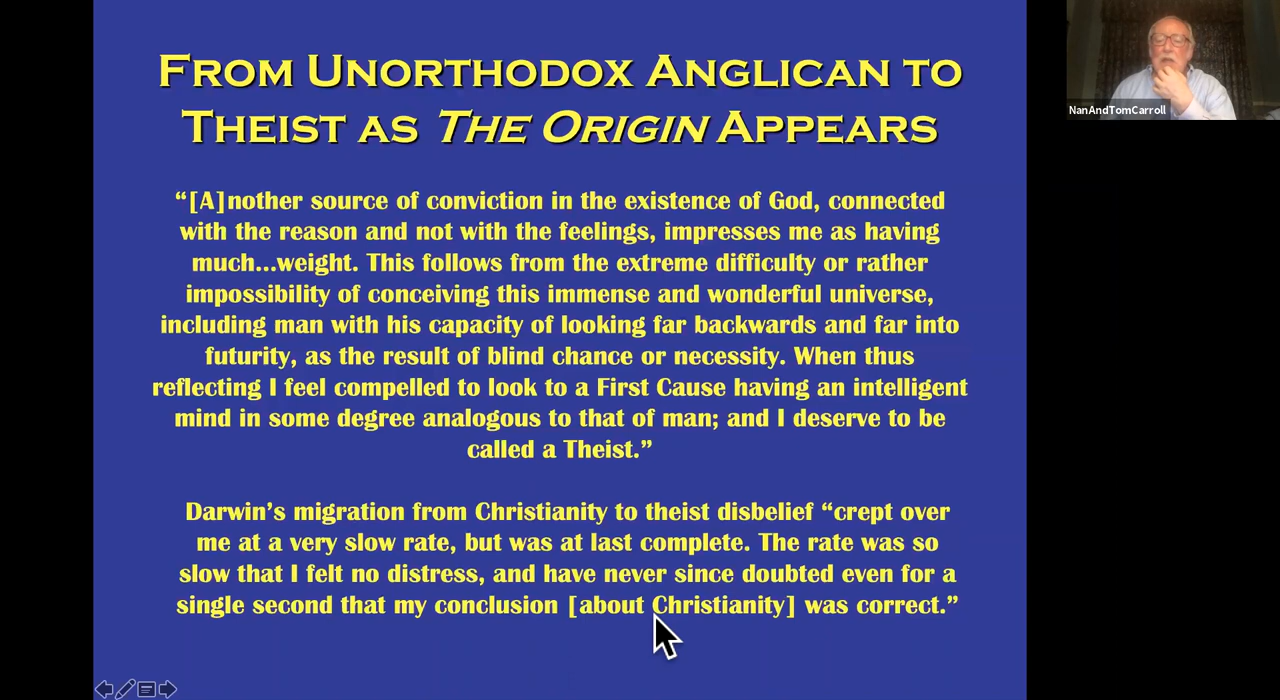 From Unorthodox Anglican to
Theist as The Origin Appears
“[A]nother source of conviction in the existence of God, connected
with the reason and not with the feelings, impresses me as having
much…weight. This follows from the extreme difficulty or rather
impossibility of conceiving this immense and wonderful universe,
including man with his capacity of looking far backwards and far into
futurity, as the result of blind chance or necessity. When thus
reflecting I feel compelled to look to a First Cause having an intelligent
mind in some degree analogous to that of man; and I deserve to be
called a Theist.”
Darwin’s migration from Christianity to theist disbelief “crept over
me at a very slow rate, but was at last complete. The rate was so
slow that I felt no distress, and have never since doubted even for a
single second that my conclusion [about Christianity] was correct.”
NanAndTomCarroll